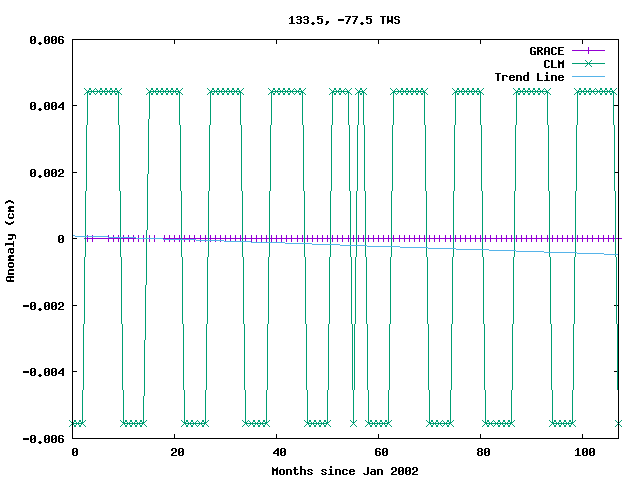 133.5, -77.5 TWS
GRACE
CLM
Trend Line
0.006
0.004
0.002
0
-0.002
-0.004
-0.006
Anomaly (cm)
0 20 40 60 80 100
Months since Jan 2002